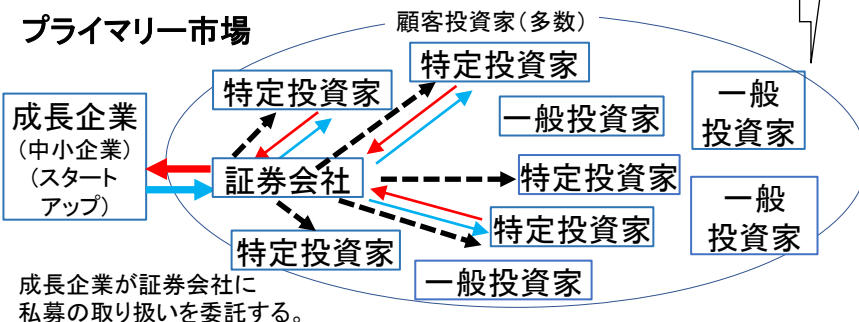 プライマリー市場
顧客投資家(多数)
特定投資家
特定投資家
一般
投資家
成長企業
(中小企業)
(スタート
アップ)
一般投資家
証券会社
特定投資家
一般
投資家
特定投資家
特定投資家
一般投資家
成長企業が証券会社に
私募の取り扱いを委託する。